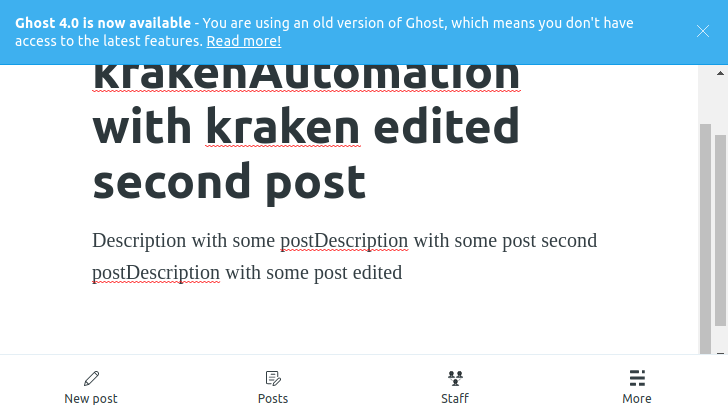 Ghost 4.0 is now available - You are using an old version of Ghost, which means you don't have
access to the latest features. Read more!
krakenAutomation
with kraken edited
second post
Description with some postDescription with some post second
postDescription with some post edited
New post
Posts
Staff
More